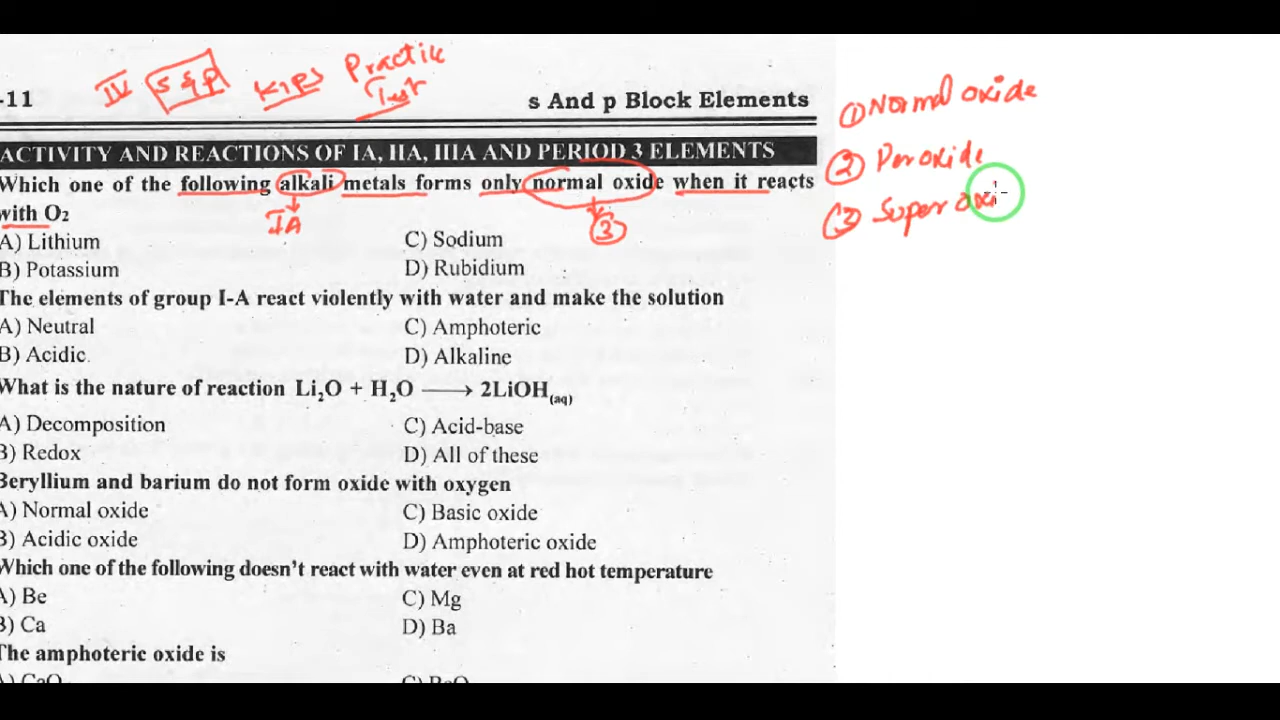 IV S & P KIPS Practice
Test
-11 s And p Block Elements
ACTIVITY AND REACTIONS OF IA, IIA, IIIA AND PERIOD 3 ELEMENTS
Which one of the following alkali metals forms only normal oxide when it reacts
with O₂
IA
3
A) Lithium C) Sodium
B) Potassium D) Rubidium
The elements of group I-A react violently with water and make the solution
A) Neutral C) Amphoteric
B) Acidic D) Alkaline
What is the nature of reaction Li₂O + H₂O ⟶ 2LiOH₍aq₎
A) Decomposition C) Acid-base
B) Redox D) All of these
Beryllium and barium do not form oxide with oxygen
A) Normal oxide C) Basic oxide
B) Acidic oxide D) Amphoteric oxide
Which one of the following doesn't react with water even at red hot temperature
A) Be C) Mg
B) Ca D) Ba
The amphoteric oxide is
A) CaO C) BeO
① Normal oxide
② Peroxide
③ Super oxi